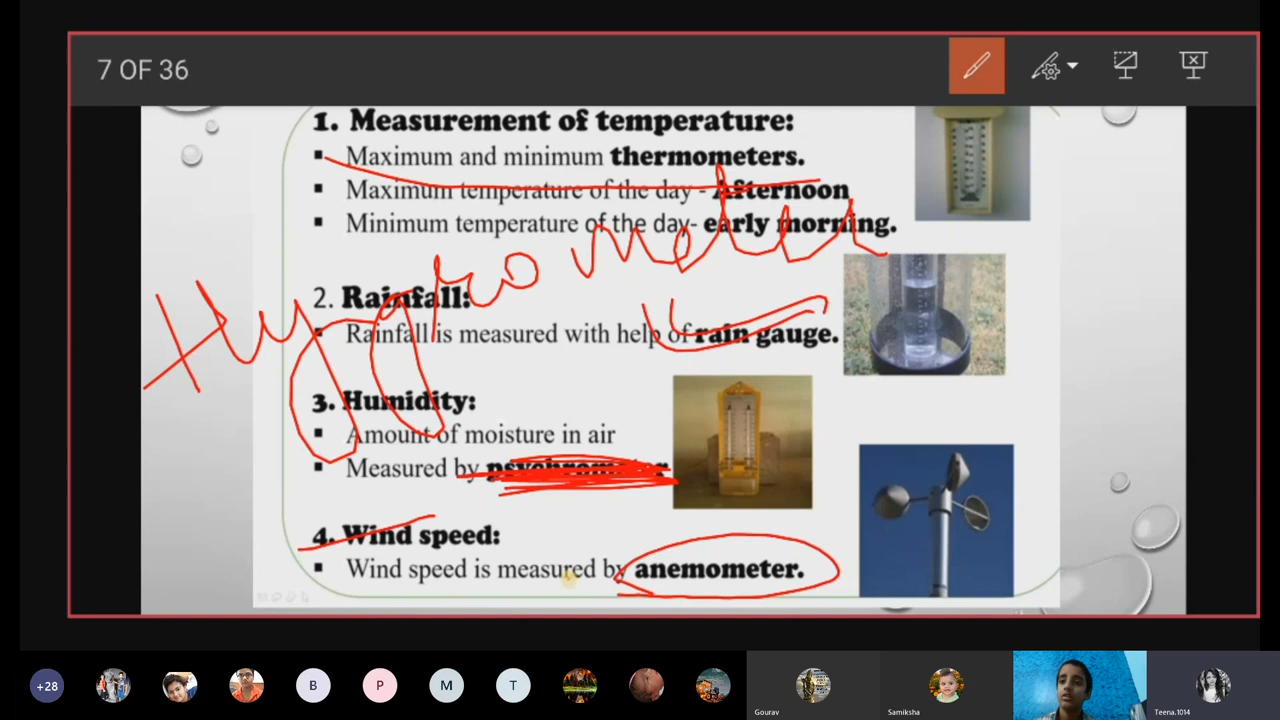 7 OF 36
1. Measurement of temperature:
▪ Maximum and minimum thermometers.
▪ Maximum temperature of the day - Afternoon
▪ Minimum temperature of the day- early morning.
Hygrometer
2. Rainfall:
▪ Rainfall is measured with help of rain gauge.
3. Humidity:
▪ Amount of moisture in air
▪ Measured by psychrometer
4. Wind speed:
▪ Wind speed is measured by anemometer.
+28
B
P
M
T
Gourav
Samiksha
Teena.1014